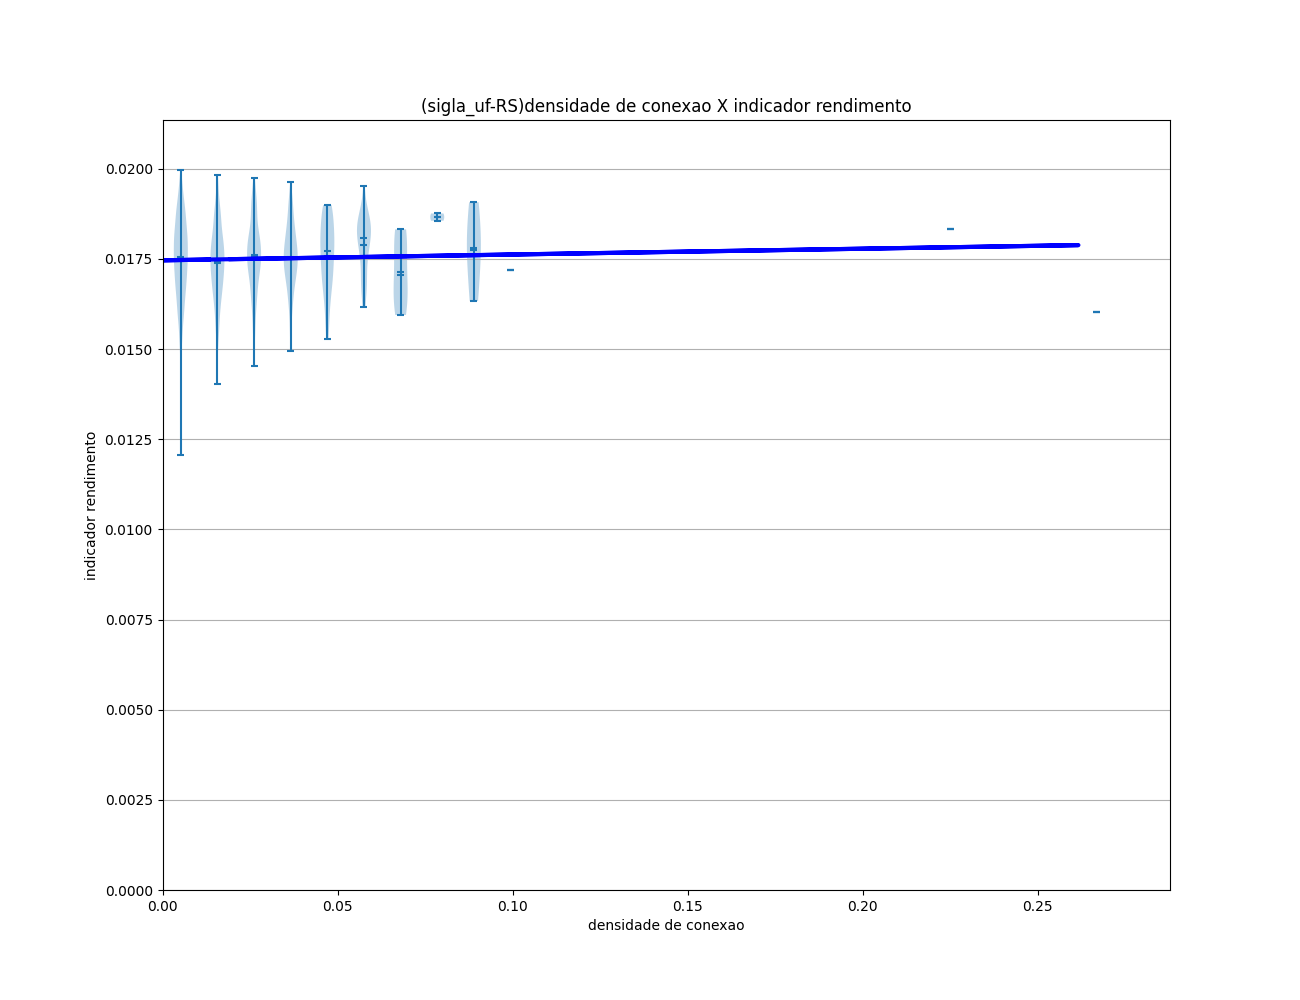 (sigla_uf-RS)densidade de conexao X indicador rendimento
0.0200
0.0175
0.0150
0.0125
0.0100
0.0075
0.0050
0.0025
0.0000
indicador rendimento
0.00 0.05 0.10 0.15 0.20 0.25
densidade de conexao